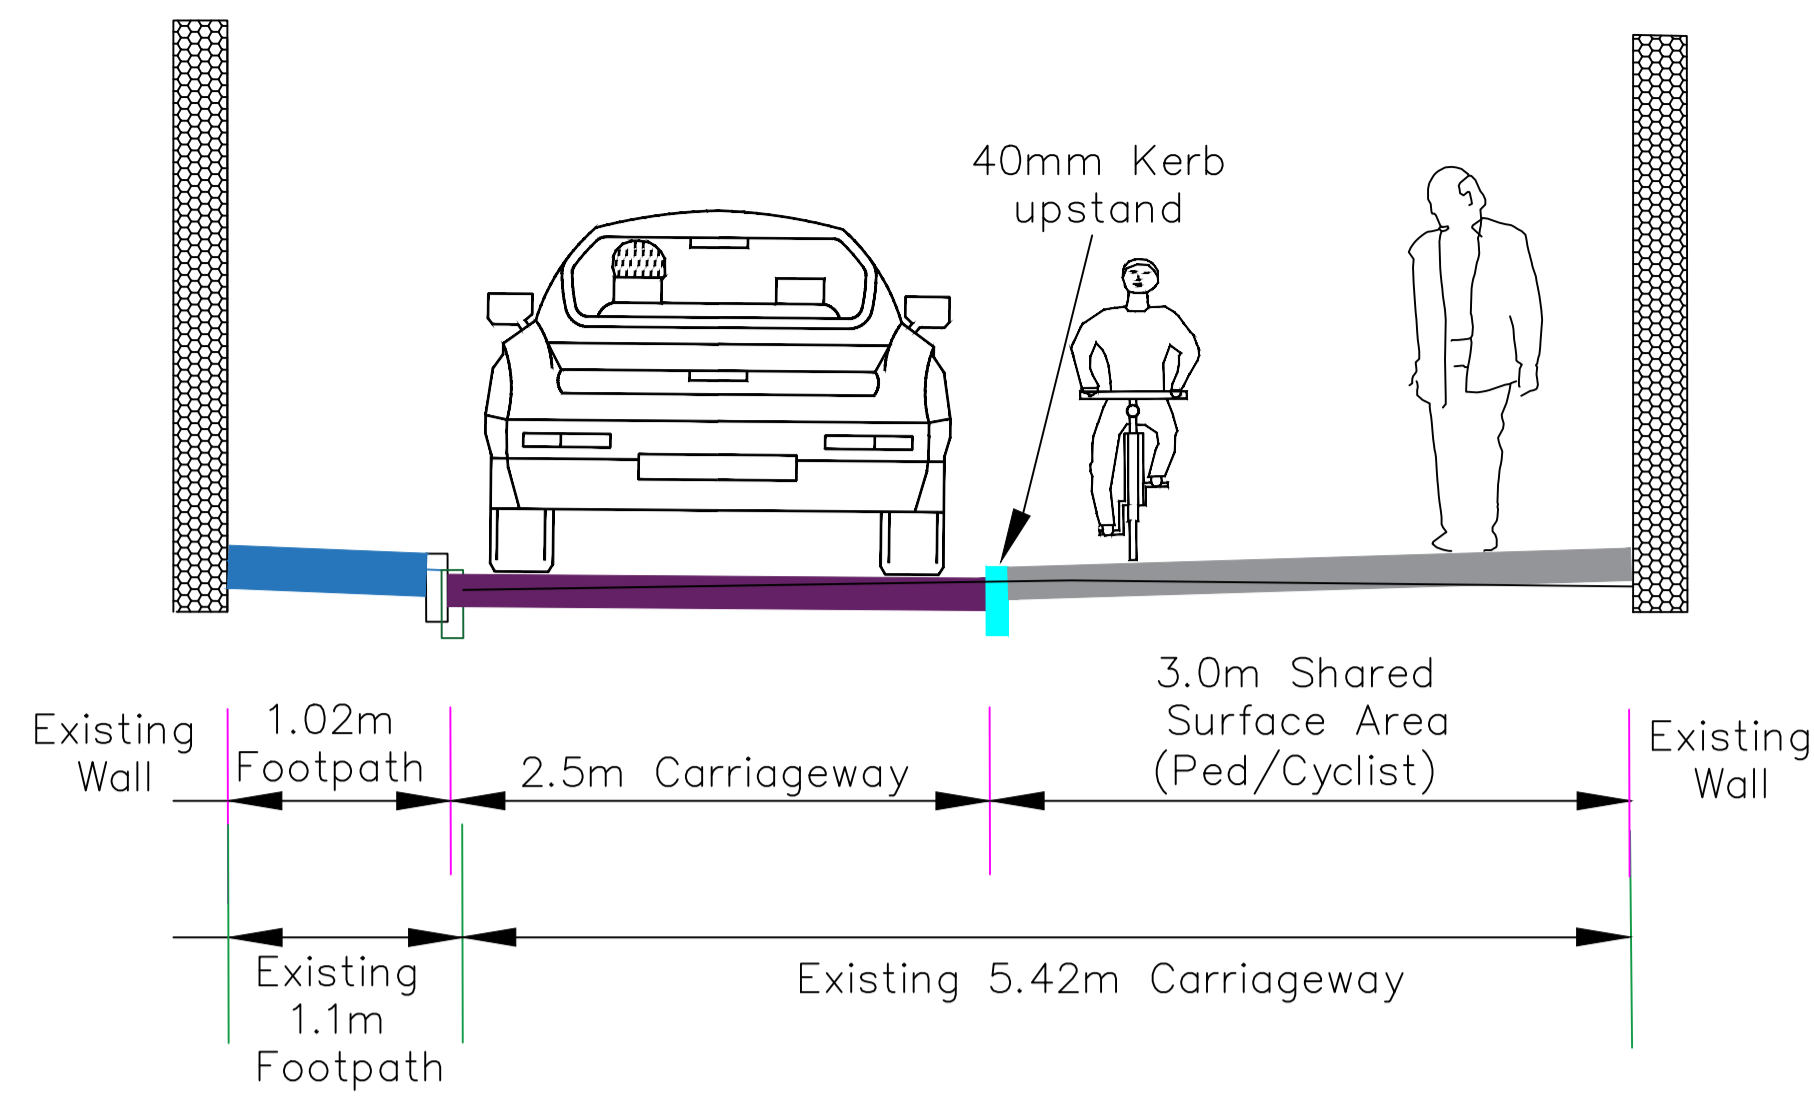 40mm Kerb
upstand
Existing
Wall
1.02m
Footpath
2.5m Carriageway
3.0m Shared
Surface Area
(Ped/Cyclist)
Existing
Wall
Existing
1.1m
Footpath
Existing 5.42m Carriageway